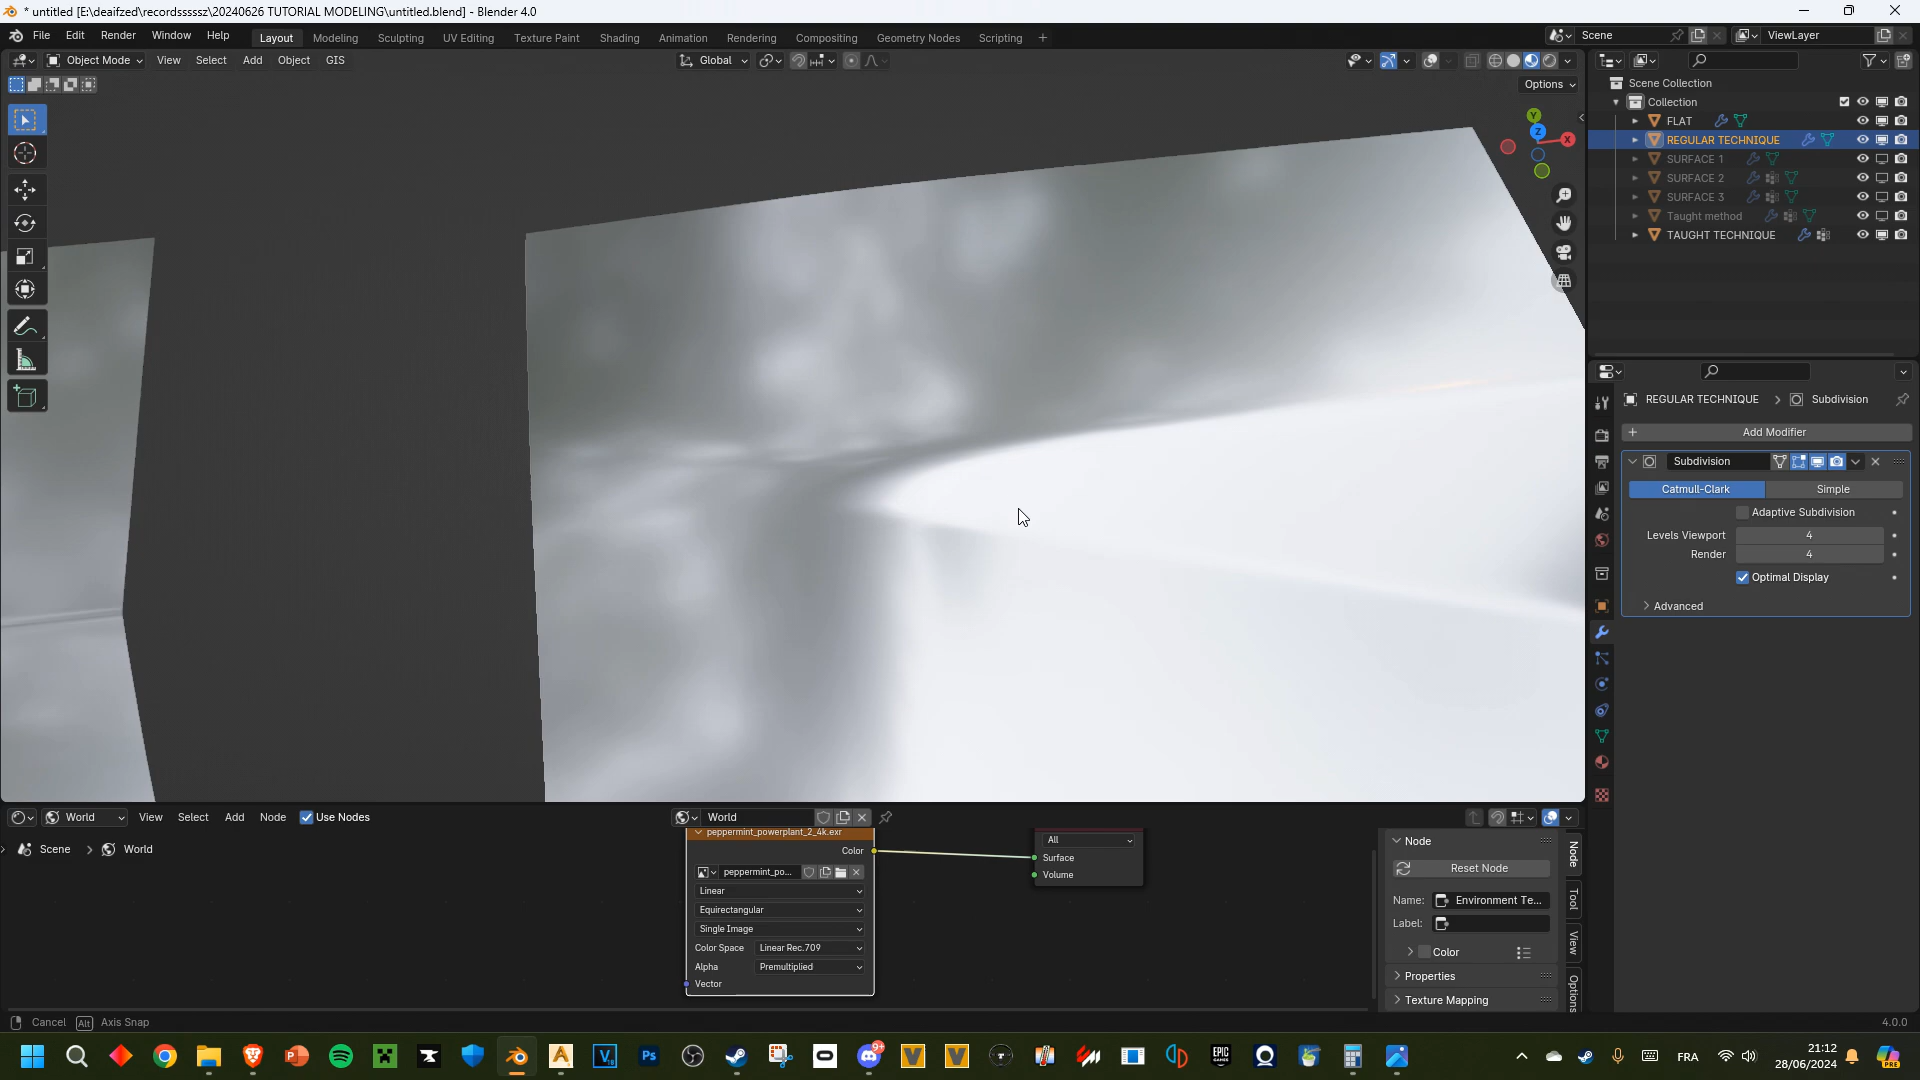 * untitled [E:\deaifzed\recordsssssz\20240626 TUTORIAL MODELING\untitled.blend] - Blender 4.0
File Edit Render Window Help Layout Modeling Sculpting UV Editing Texture Paint Shading Animation Rendering Compositing Geometry Nodes Scripting + Scene ViewLayer
Object Mode View Select Add Object GIS Global
Options
Scene Collection
Collection
FLAT
REGULAR TECHNIQUE
SURFACE 1
SURFACE 2
SURFACE 3
Taught method
TAUGHT TECHNIQUE
Y
Z
X
REGULAR TECHNIQUE > Subdivision
+ Add Modifier
Subdivision
Catmull-Clark Simple
Adaptive Subdivision
Levels Viewport 4
Render 4
Optimal Display
Advanced
World View Select Add Node Use Nodes World
Scene > World
peppermint_powerplant_2_4k.exr
Color
peppermint_po...
Linear
Equirectangular
Single Image
Color Space Linear Rec.709
Alpha Premultiplied
Vector
All
Surface
Volume
Node
Reset Node
Name: Environment Te...
Label:
Color
Properties
Texture Mapping
Node
Tool
View
Options
Cancel Alt Axis Snap 4.0.0
9+
EPIC GAMES
FRA
21:12
28/06/2024
PRE